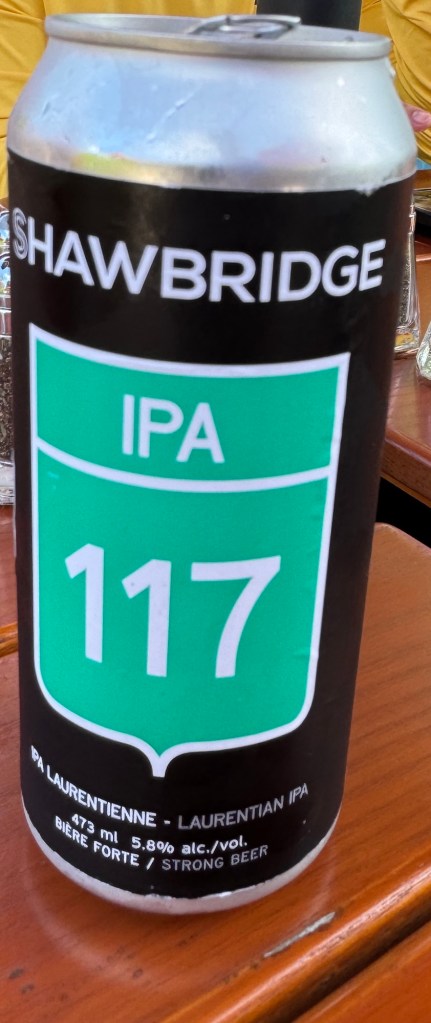 SHAWBRIDGE
IPA
117
IPA LAURENTIENNE - LAURENTIAN IPA
473 ml 5.8% alc./vol.
BIÈRE FORTE / STRONG BEER